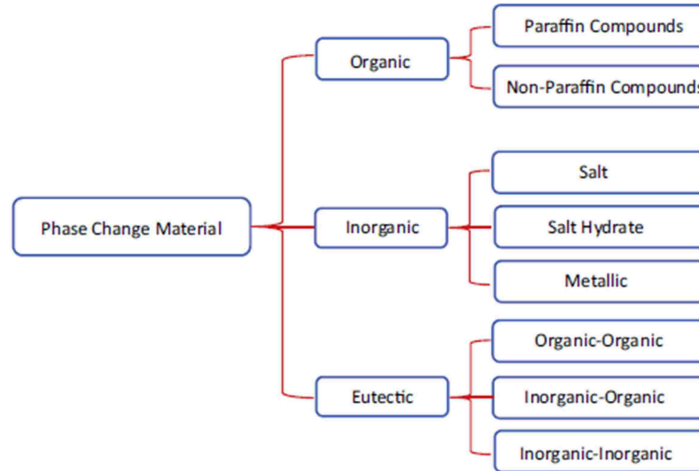 Phase Change Material
Organic
Paraffin Compounds
Non-Paraffin Compounds
Inorganic
Salt
Salt Hydrate
Metallic
Eutectic
Organic-Organic
Inorganic-Organic
Inorganic-Inorganic